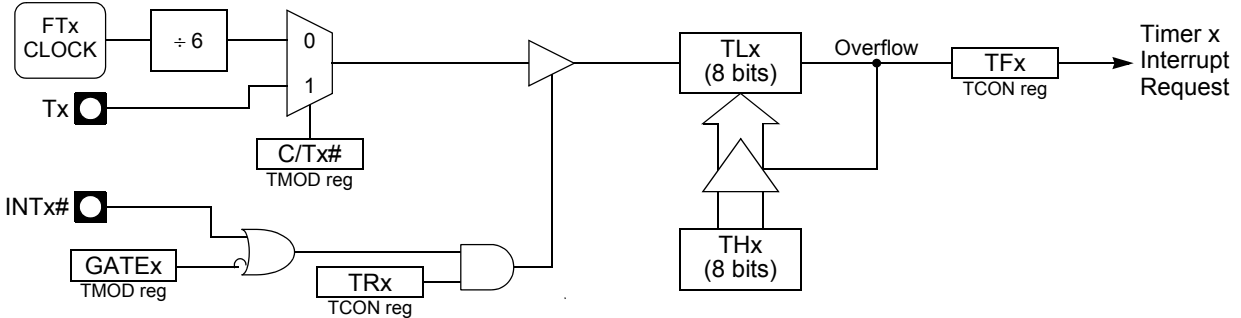 FTx
CLOCK
÷ 6
0
1
Tx
C/Tx#
TMOD reg
INTx#
GATEx
TMOD reg
TRx
TCON reg
TLx
(8 bits)
THx
(8 bits)
Overflow
TFx
TCON reg
Timer x
Interrupt
Request